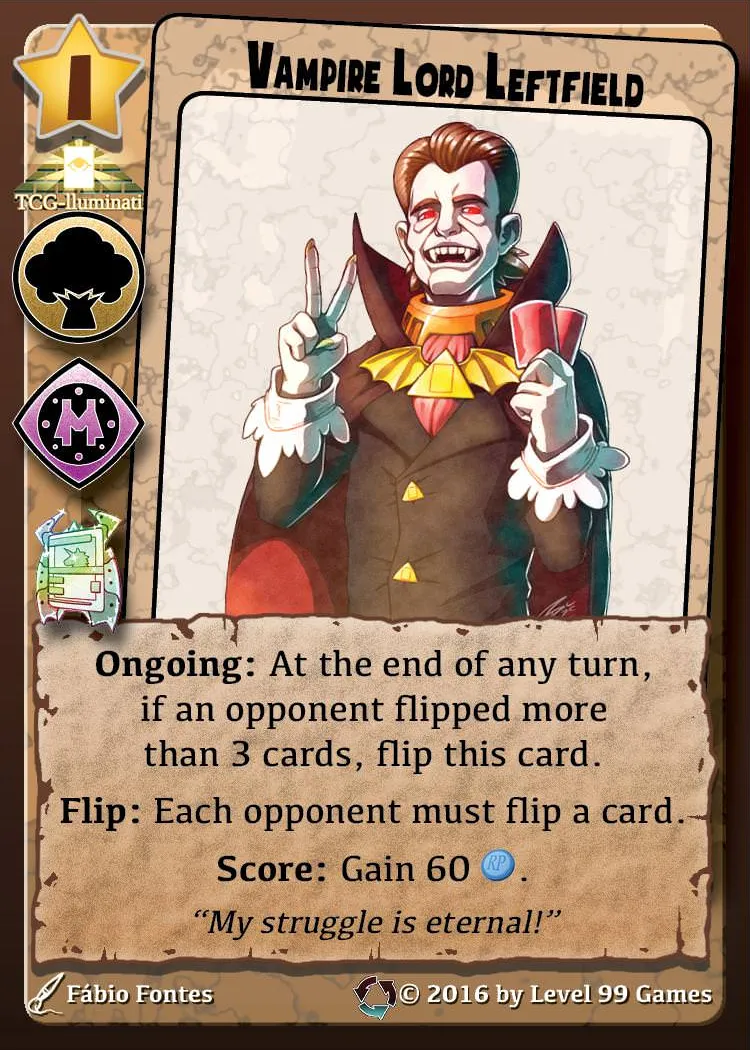 VAMPIRE LORD LEFTFIELD
1
TCG-Iluminati
M
Ongoing: At the end of any turn,
if an opponent flipped more
than 3 cards, flip this card.
Flip: Each opponent must flip a card.
Score: Gain 60 RP.
“My struggle is eternal!”
Fábio Fontes
© 2016 by Level 99 Games